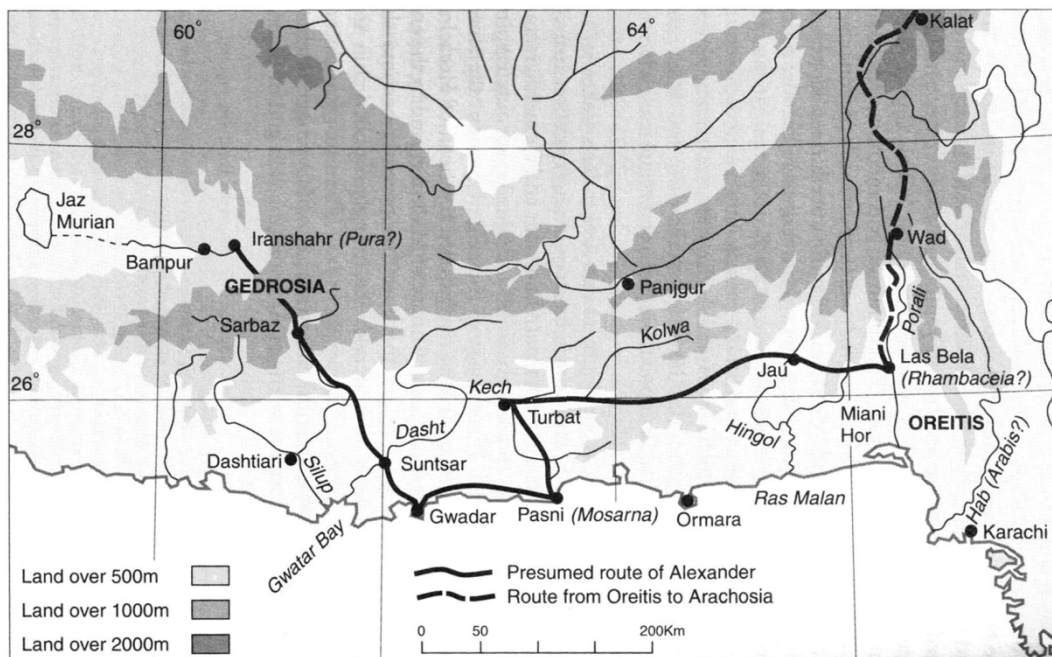 60°
64°
Kalat
28°
Jaz
Murian
Iranshahr (Pura?)
Wad
Bampur
GEDROSIA
Panjgur
Porali
Sarbaz
Kolwa
26°
Jaú
Las Bela
(Rhambaceia?)
Kech
Turbat
Miani
Hor
OREITIS
Dasht
Hingol
Dashtiari
Silup
Suntsar
Ras Malan
Hab (Arabis?)
Gwadar
Pasni (Mosarna)
Ormara
Karachi
Gwatar Bay
Land over 500m
Land over 1000m
Land over 2000m
Presumed route of Alexander
Route from Oreitis to Arachosia
0 50 200Km